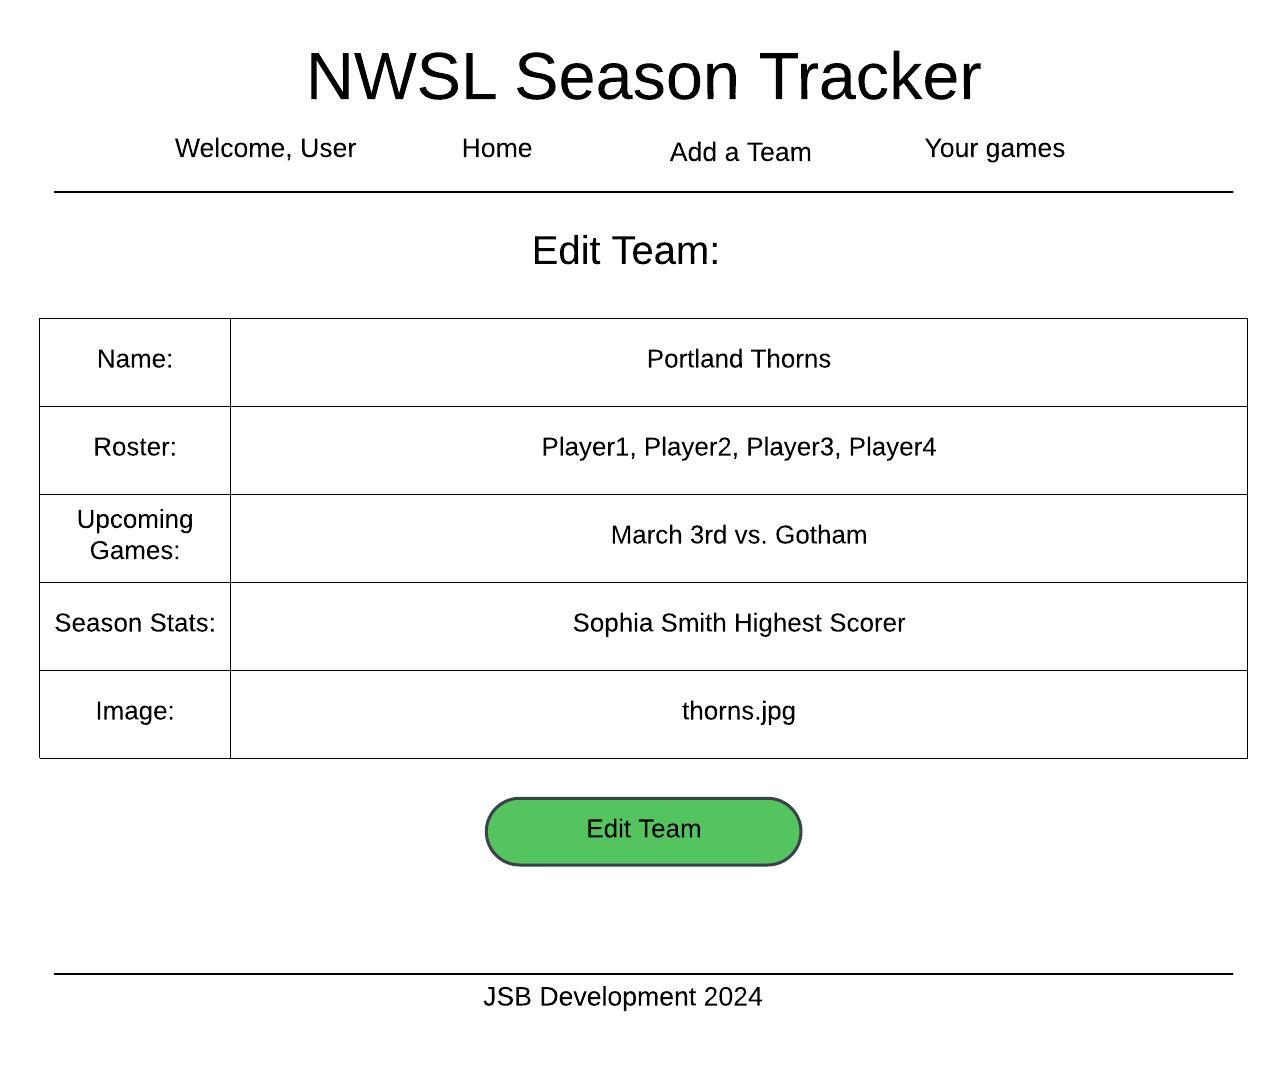 NWSL Season Tracker
Welcome, User Home Add a Team Your games
Edit Team:
Name: Portland Thorns
Roster: Player1, Player2, Player3, Player4
Upcoming
Games: March 3rd vs. Gotham
Season Stats: Sophia Smith Highest Scorer
Image: thorns.jpg
Edit Team
JSB Development 2024